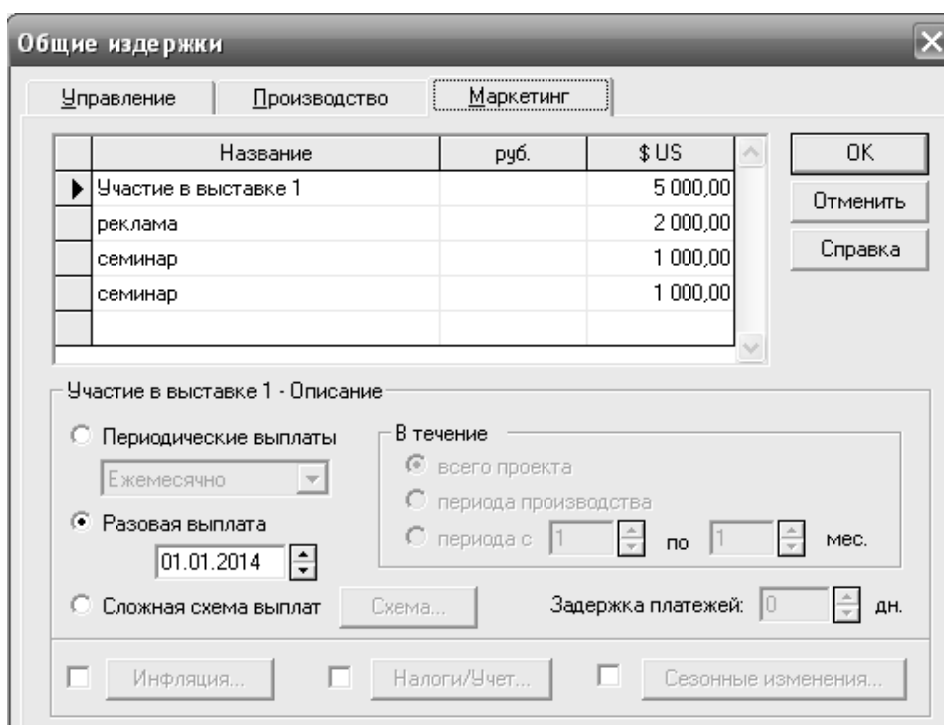 Общие издержки
Управление Производство Маркетинг
Название руб. $ US
Участие в выставке 1 5 000,00
реклама 2 000,00
семинар 1 000,00
семинар 1 000,00
OK
Отменить
Справка
Участие в выставке 1 - Описание
Периодические выплаты
Ежемесячно
Разовая выплата
01.01.2014
Сложная схема выплат Схема...
В течение
всего проекта
периода производства
периода с 1 по 1 мес.
Задержка платежей: 0 дн.
Инфляция... Налоги/Учет... Сезонные изменения...